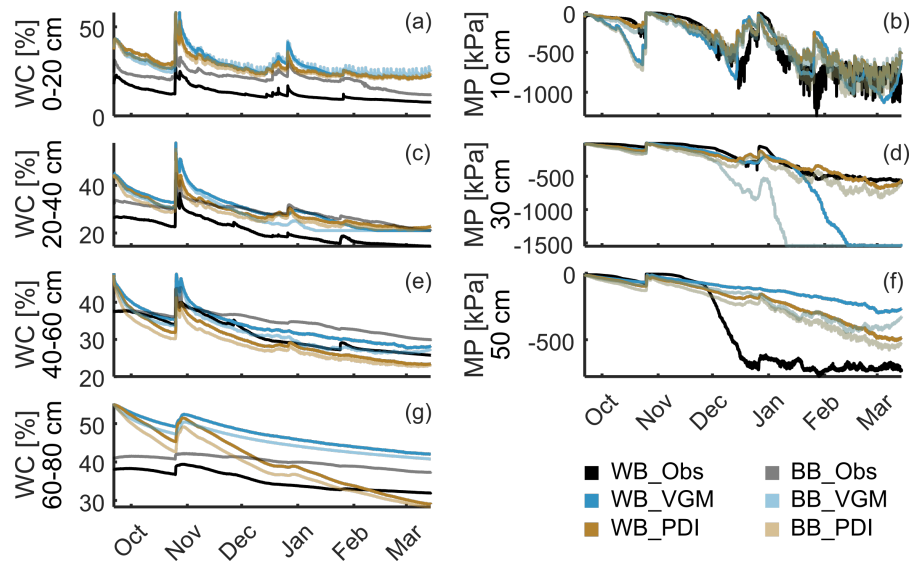 WC [%]
0-20 cm
50
0
(a)
MP [kPa]
10 cm
0
-500
-1000
(b)
WC [%]
20-40 cm
40
20
(c)
MP [kPa]
30 cm
-500
-1000
-1500
(d)
WC [%]
40-60 cm
40
30
20
(e)
MP [kPa]
50 cm
0
-500
(f)
Oct Nov Dec Jan Feb Mar
WC [%]
60-80 cm
50
40
30
(g)
Oct Nov Dec Jan Feb Mar
WB_Obs BB_Obs
WB_VGM BB_VGM
WB_PDI BB_PDI